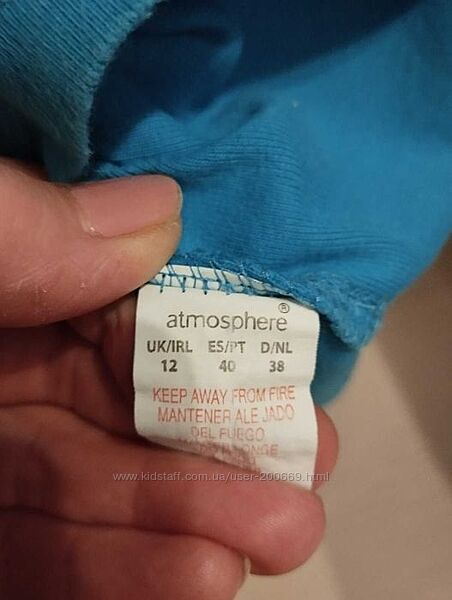 atmosphere®
UK/IRL ES/PT D/NL
12 40 38
KEEP AWAY FROM FIRE
MANTENER ALEJADO
DEL FUEGO
www.kidstaff.com.ua/user-200669.html